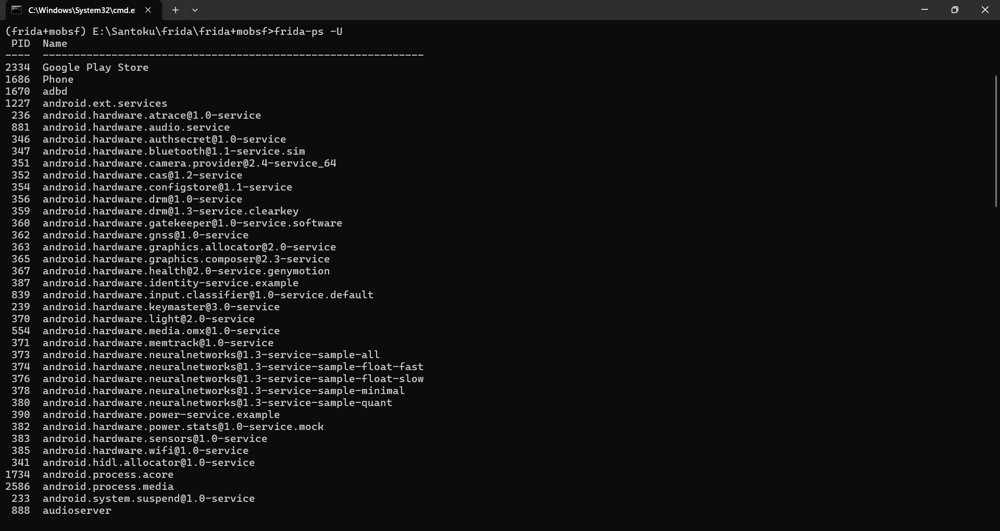 C:\Windows\System32\cmd.e
(frida+mobsf) E:\Santoku\frida\frida+mobsf>frida-ps -U
 PID  Name
----  -------------------------------------------------------------
2334  Google Play Store
1686  Phone
1670  adbd
1227  android.ext.services
 236  android.hardware.atrace@1.0-service
 881  android.hardware.audio.service
 346  android.hardware.authsecret@1.0-service
 347  android.hardware.bluetooth@1.1-service.sim
 351  android.hardware.camera.provider@2.4-service_64
 352  android.hardware.cas@1.2-service
 354  android.hardware.configstore@1.1-service
 356  android.hardware.drm@1.0-service
 359  android.hardware.drm@1.3-service.clearkey
 360  android.hardware.gatekeeper@1.0-service.software
 362  android.hardware.gnss@1.0-service
 363  android.hardware.graphics.allocator@2.0-service
 365  android.hardware.graphics.composer@2.3-service
 367  android.hardware.health@2.0-service.genymotion
 387  android.hardware.identity-service.example
 839  android.hardware.input.classifier@1.0-service.default
 239  android.hardware.keymaster@3.0-service
 370  android.hardware.light@2.0-service
 554  android.hardware.media.omx@1.0-service
 371  android.hardware.memtrack@1.0-service
 373  android.hardware.neuralnetworks@1.3-service-sample-all
 374  android.hardware.neuralnetworks@1.3-service-sample-float-fast
 376  android.hardware.neuralnetworks@1.3-service-sample-float-slow
 378  android.hardware.neuralnetworks@1.3-service-sample-minimal
 380  android.hardware.neuralnetworks@1.3-service-sample-quant
 390  android.hardware.power-service.example
 382  android.hardware.power.stats@1.0-service.mock
 383  android.hardware.sensors@1.0-service
 385  android.hardware.wifi@1.0-service
 341  android.hidl.allocator@1.0-service
1734  android.process.acore
2586  android.process.media
 233  android.system.suspend@1.0-service
 888  audioserver